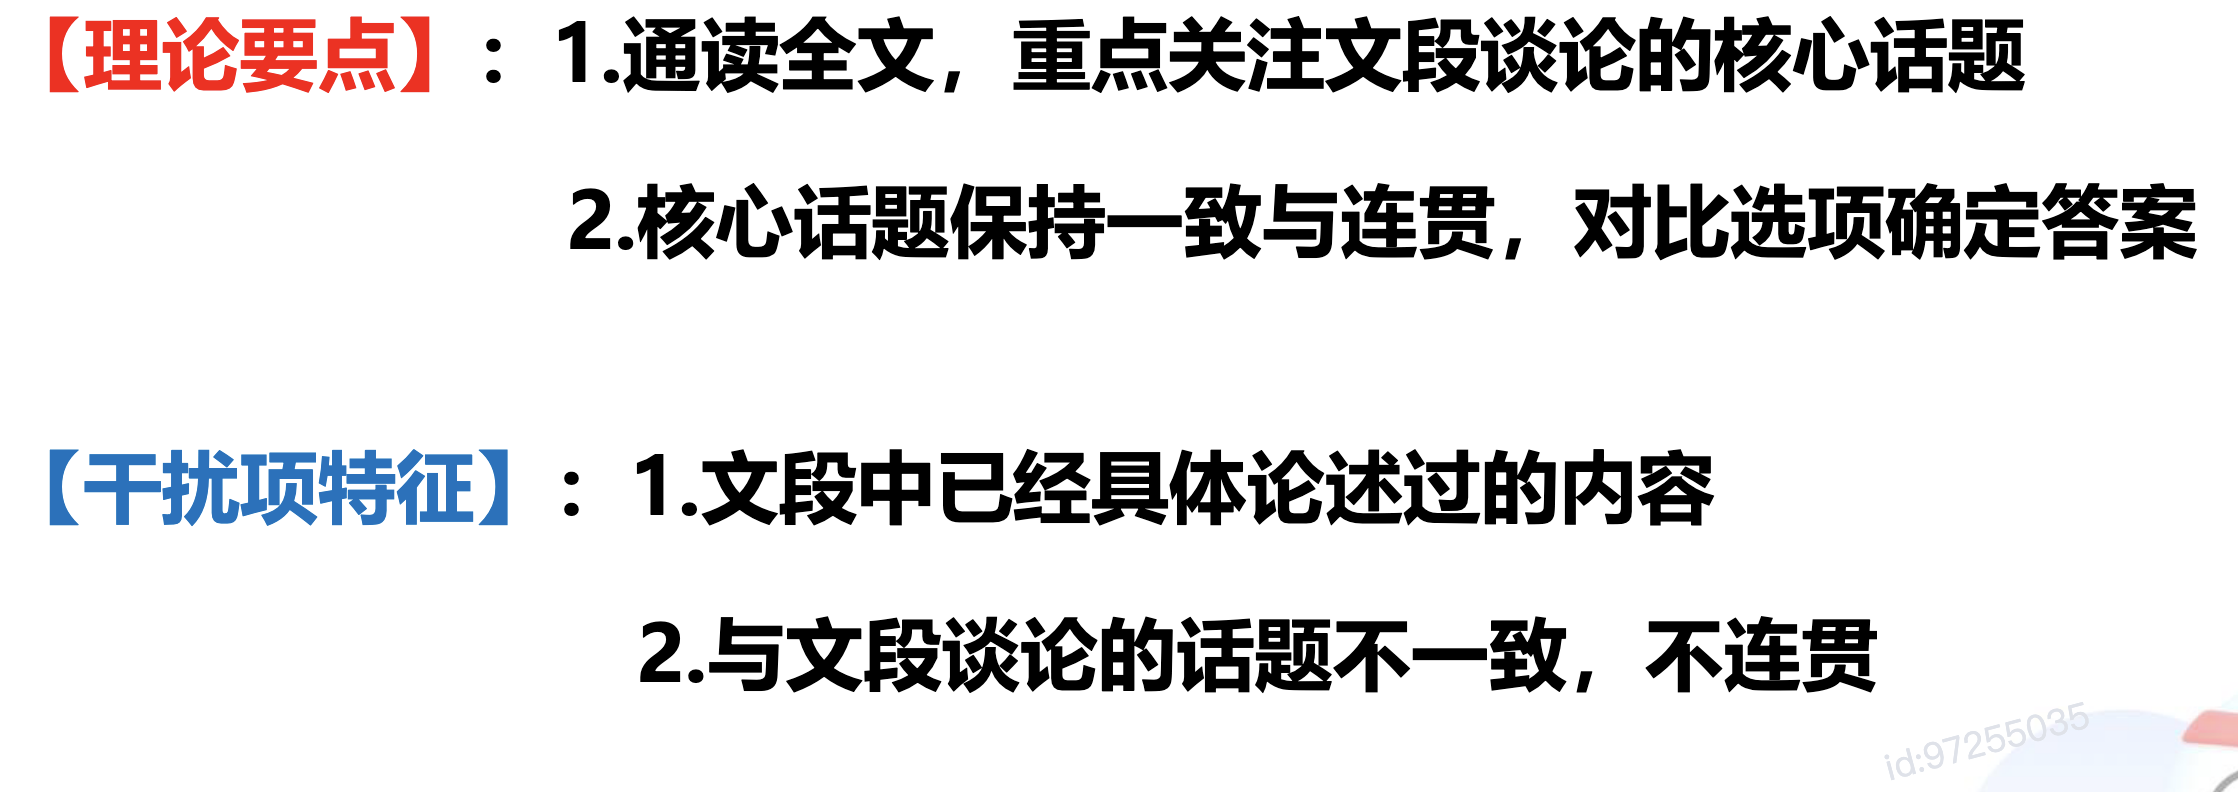 【理论要点】：1.通读全文，重点关注文段谈论的核心话题
2.核心话题保持一致与连贯，对比选项确定答案
【干扰项特征】：1.文段中已经具体论述过的内容
2.与文段谈论的话题不一致，不连贯
id:97255035